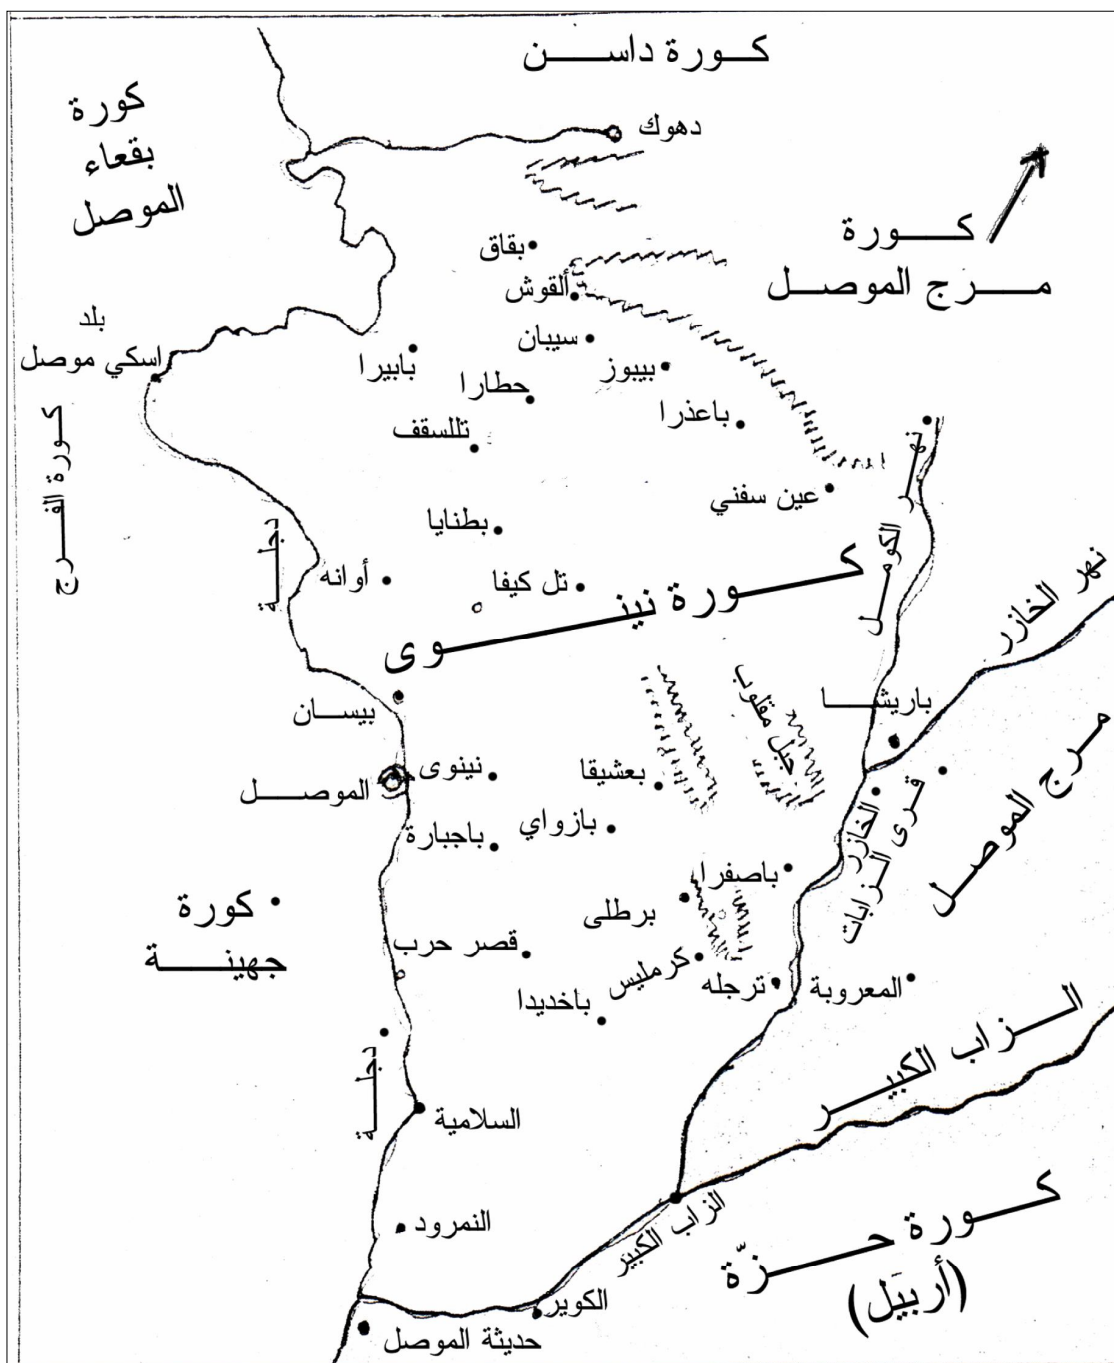 كورة داسن
كورة
بقعاء
الموصل
دهوك
كورة
مرج الموصل
بقاق
ألقوش
سيبان
بلد
اسكي موصل
بابيرا
بيبوز
حطارا
باعذرا
تللسقف
كورة الفرج
عين سفني
نهر الكومل
بطنايا
دجلة
أوانه
تل كيفا
كورة نينوى
نهر الخازر
باريشا
جبل مقلوب
بيسان
مرج الموصل
نينوى
بعشيقا
الموصل
الخازر
قرى الزابات
بازواي
باجبارة
باصفرا
كورة
جهينة
برطلى
قصر حرب
كرمليس
ترجله
المعروبة
باخديدا
الزاب الكبير
دجلة
السلامية
النمرود
الزاب الكبير
كورة حزّة
(أربَيَل)
الكوير
حديثة الموصل